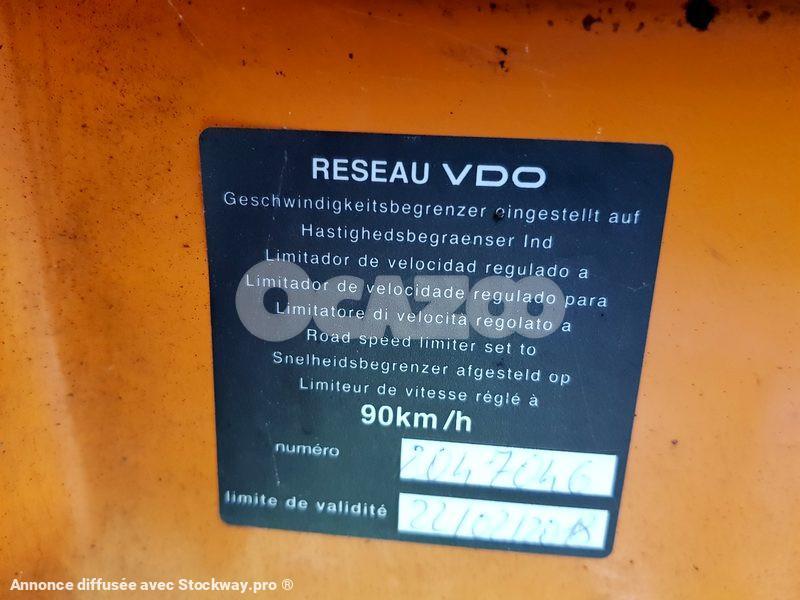 RESEAU VDO
Geschwindigkeitsbegrenzer eingestellt auf
Hastighedsbegraenser Ind
Limitador de velocidad regulado a
Limitador de velocidade regulado para
OCAZOO
Limitatore di velocità regolato a
Road speed limiter set to
Snelheidsbegrenzer afgesteld op
Limiteur de vitesse réglé à
90km/h
numéro 2047046
limite de validité
Annonce diffusée avec Stockway.pro ®